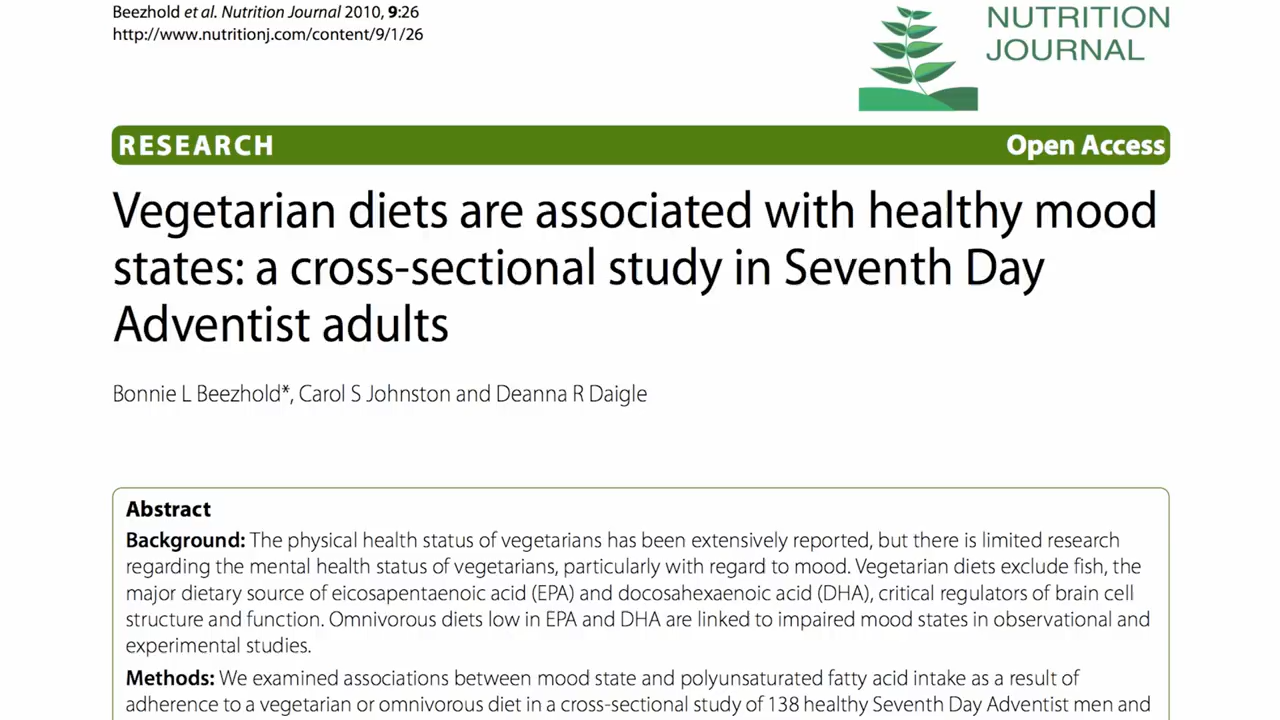 Beezhold et al. Nutrition Journal 2010, 9:26
http://www.nutritionj.com/content/9/1/26
NUTRITION
JOURNAL
RESEARCH
Open Access
Vegetarian diets are associated with healthy mood
states: a cross-sectional study in Seventh Day
Adventist adults
Bonnie L Beezhold*, Carol S Johnston and Deanna R Daigle
Abstract
Background: The physical health status of vegetarians has been extensively reported, but there is limited research
regarding the mental health status of vegetarians, particularly with regard to mood. Vegetarian diets exclude fish, the
major dietary source of eicosapentaenoic acid (EPA) and docosahexaenoic acid (DHA), critical regulators of brain cell
structure and function. Omnivorous diets low in EPA and DHA are linked to impaired mood states in observational and
experimental studies.
Methods: We examined associations between mood state and polyunsaturated fatty acid intake as a result of
adherence to a vegetarian or omnivorous diet in a cross-sectional study of 138 healthy Seventh Day Adventist men and